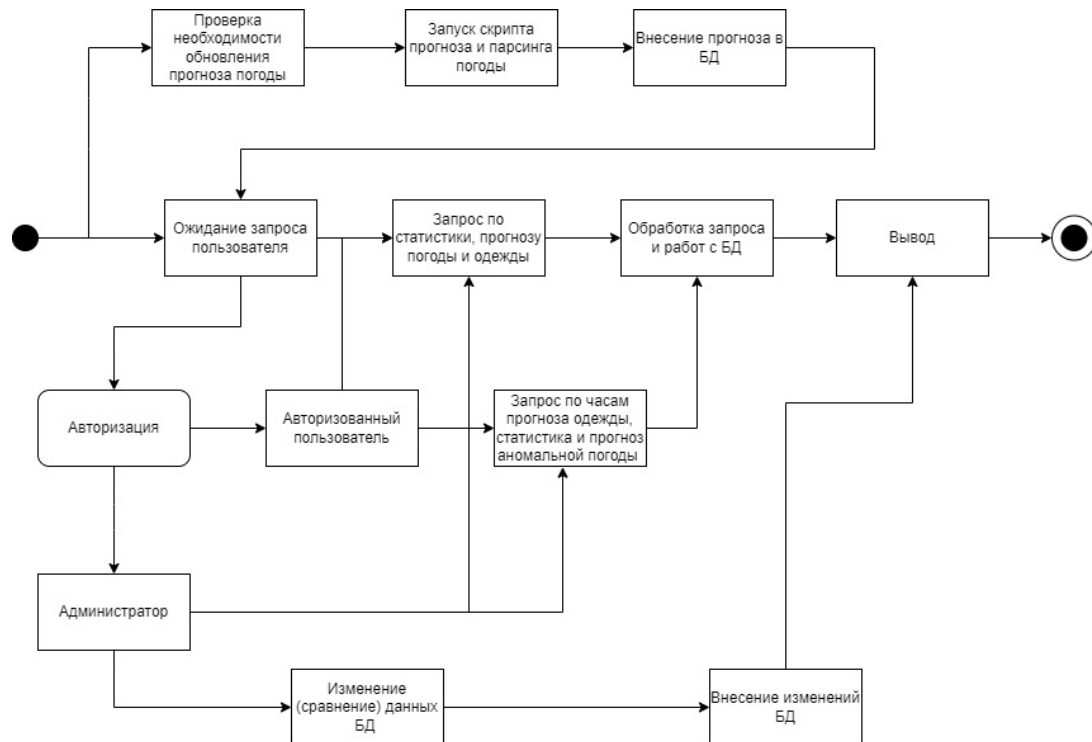 Проверка
необходимости
обновления
прогноза погоды
Запуск скрипта
прогноза и парсинга
погоды
Внесение прогноза в
БД
Ожидание запроса
пользователя
Запрос по
статистики, прогнозу
погоды и одежды
Обработка запроса
и работ с БД
Вывод
Авторизация
Авторизованный
пользователь
Запрос по часам
прогноза одежды,
статистика и прогноз
аномальной погоды
Администратор
Изменение
(сравнение) данных
БД
Внесение изменений
БД